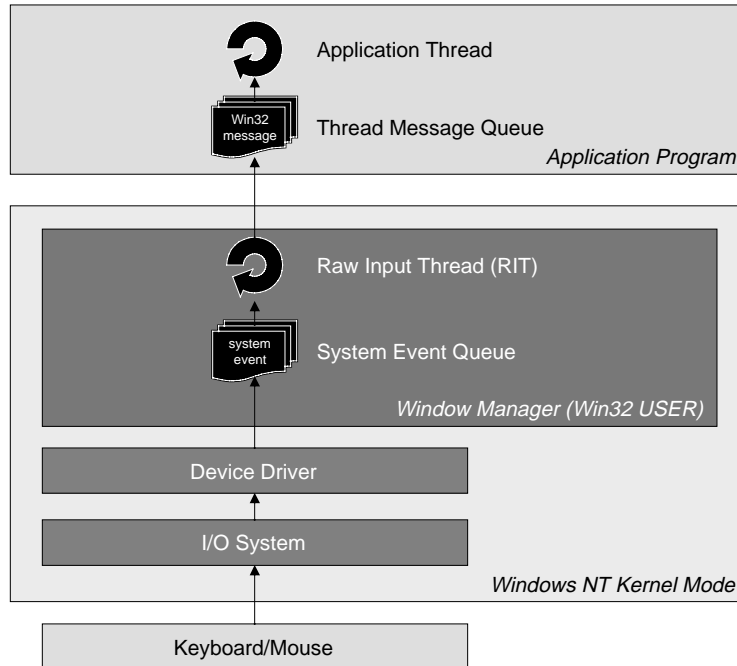 Application Thread
Win32
message
Thread Message Queue
Application Program
Raw Input Thread (RIT)
system
event
System Event Queue
Window Manager (Win32 USER)
Device Driver
I/O System
Windows NT Kernel Mode
Keyboard/Mouse